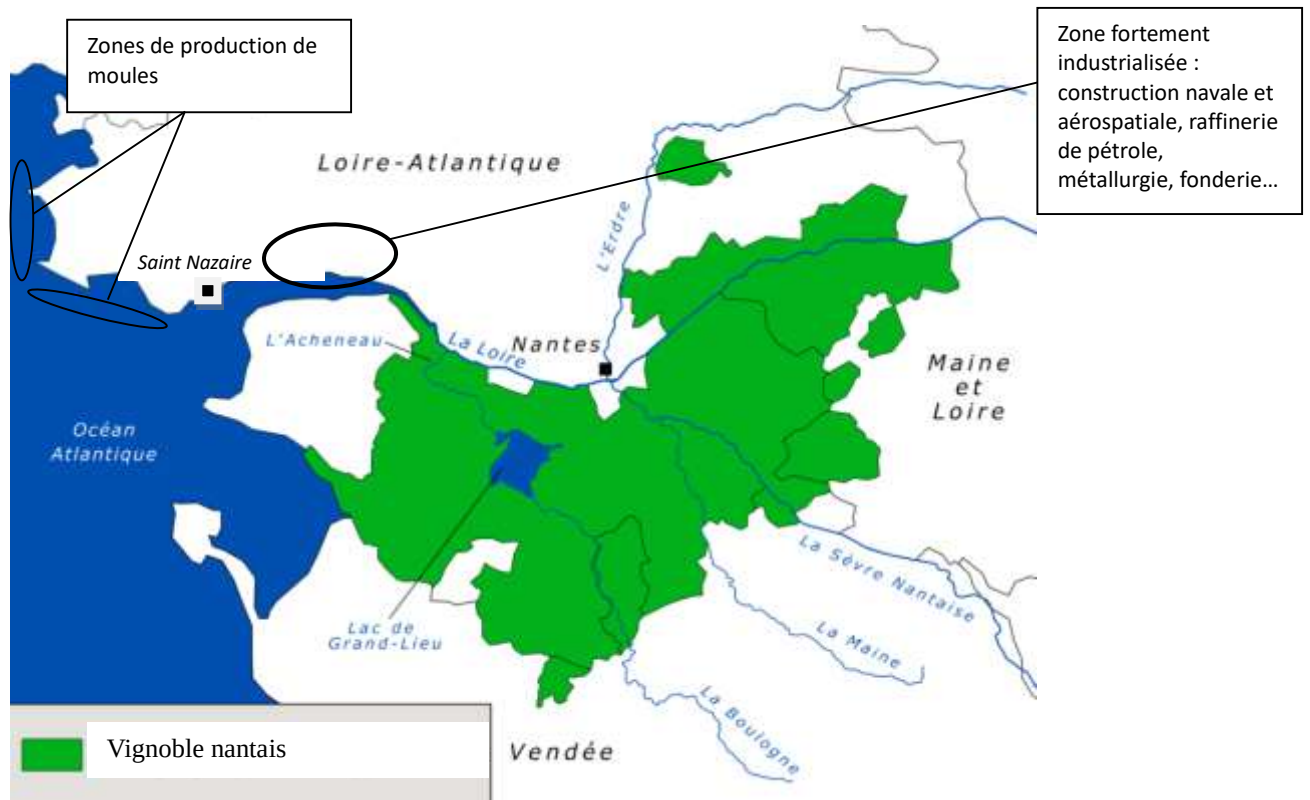 Zones de production de
moules
Zone fortement
industrialisée :
construction navale et
aérospatiale, raffinerie
de pétrole,
métallurgie, fonderie…
Loire-Atlantique
L'Erdre
Saint Nazaire
L'Acheneau
La Loire
Nantes
Maine
et
Loire
Océan
Atlantique
La Sèvre Nantaise
Lac de
Grand-Lieu
La Maine
La Boulogne
Vendée
Vignoble nantais